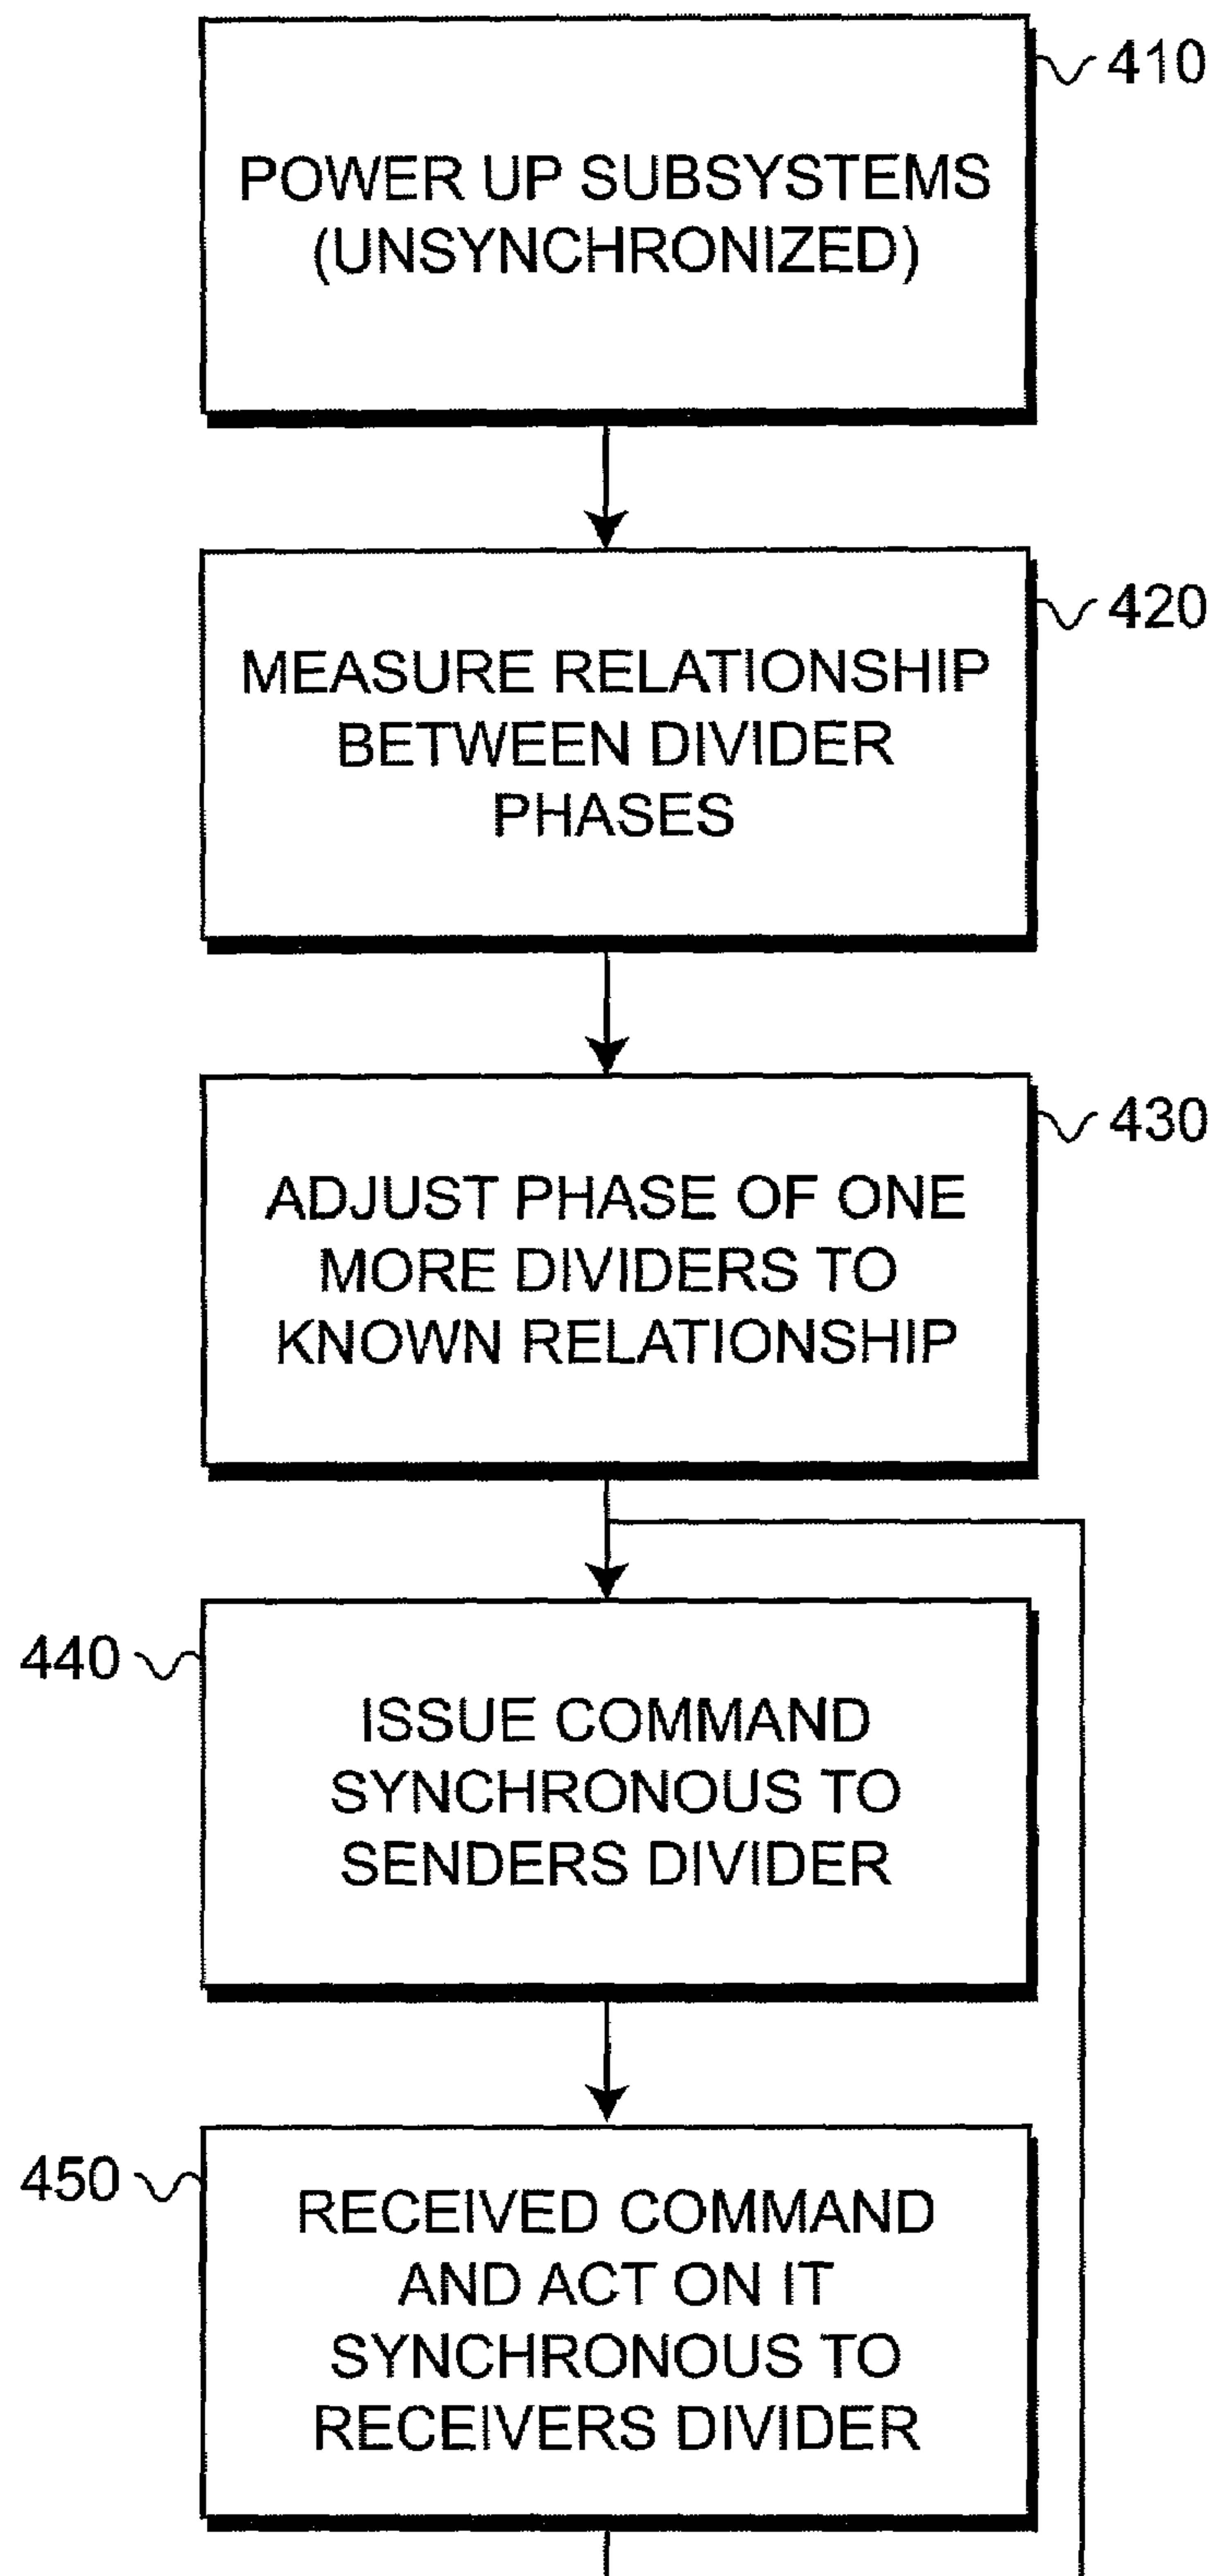 410
POWER UP SUBSYSTEMS
(UNSYNCHRONIZED)
420
MEASURE RELATIONSHIP
BETWEEN DIVIDER
PHASES
430
ADJUST PHASE OF ONE
MORE DIVIDERS TO
KNOWN RELATIONSHIP
440
ISSUE COMMAND
SYNCHRONOUS TO
SENDERS DIVIDER
450
RECEIVED COMMAND
AND ACT ON IT
SYNCHRONOUS TO
RECEIVERS DIVIDER